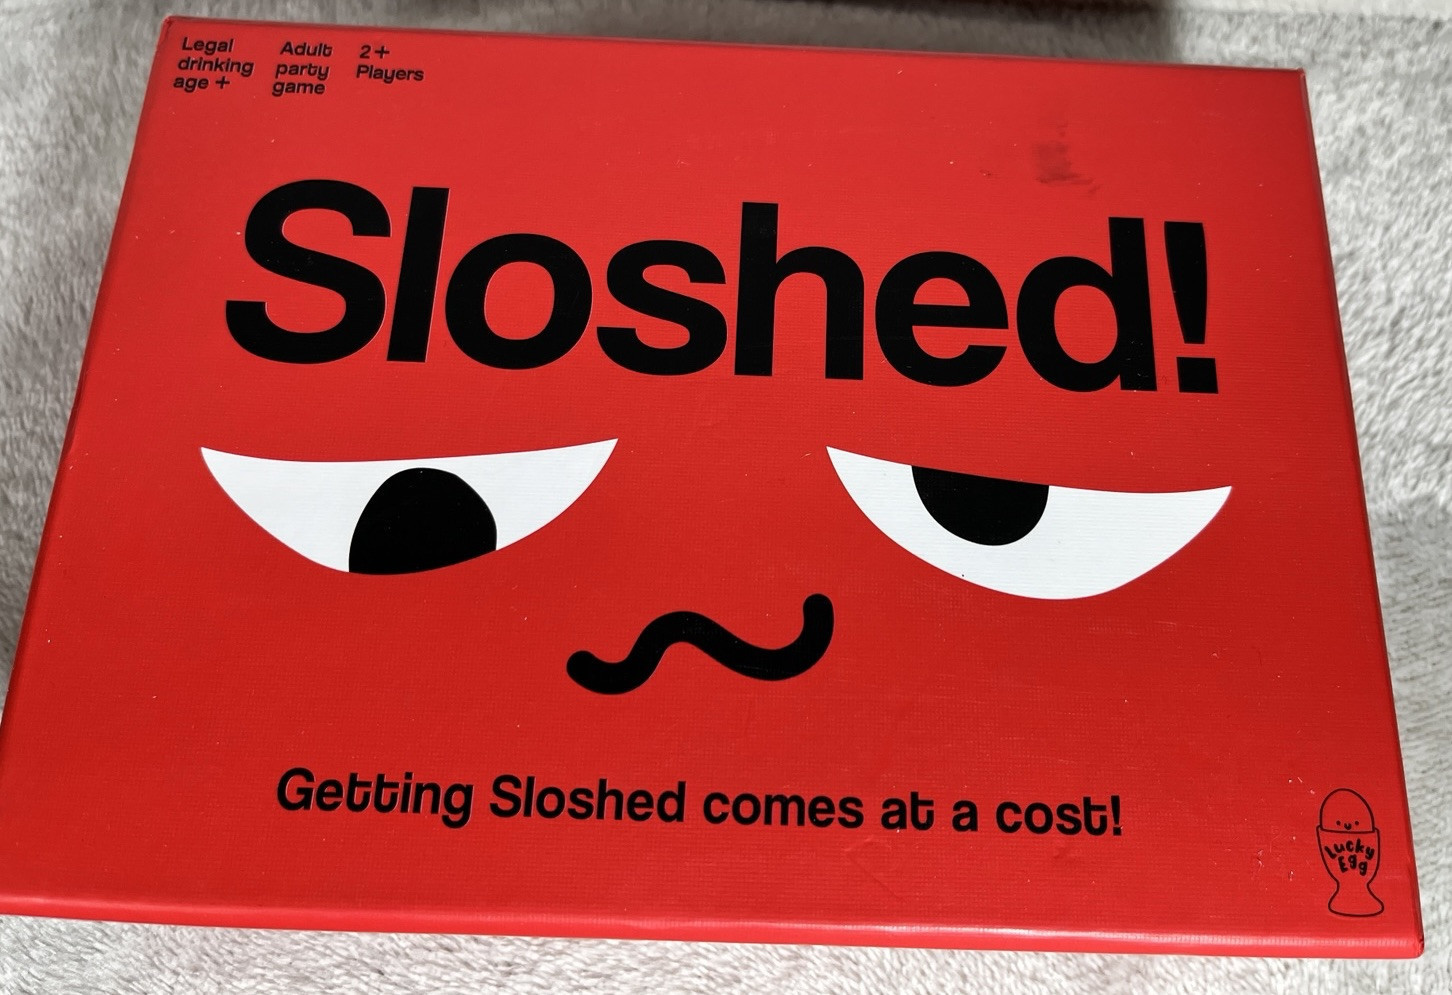 Legal
drinking
age +
Adult
party
game
2+
Players
Sloshed!
Getting Sloshed comes at a cost!
Lucky
Egg